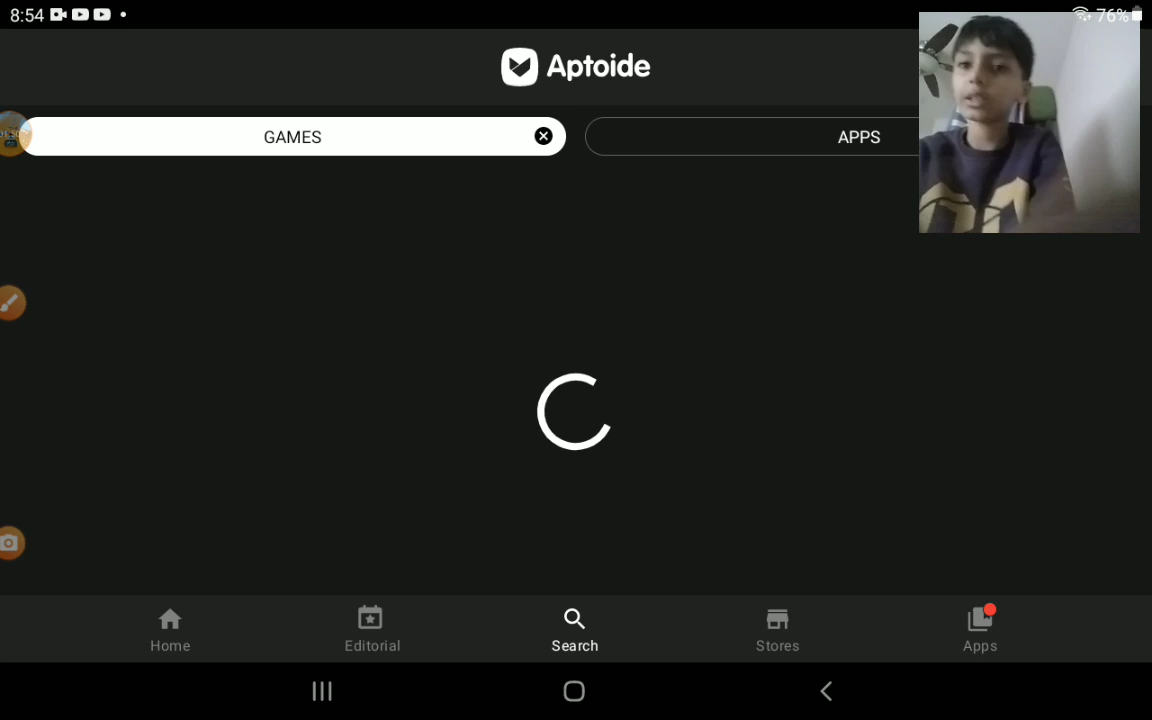 8:54
76%
Aptoide
GAMES
APPS
Home
Editorial
Search
Stores
Apps